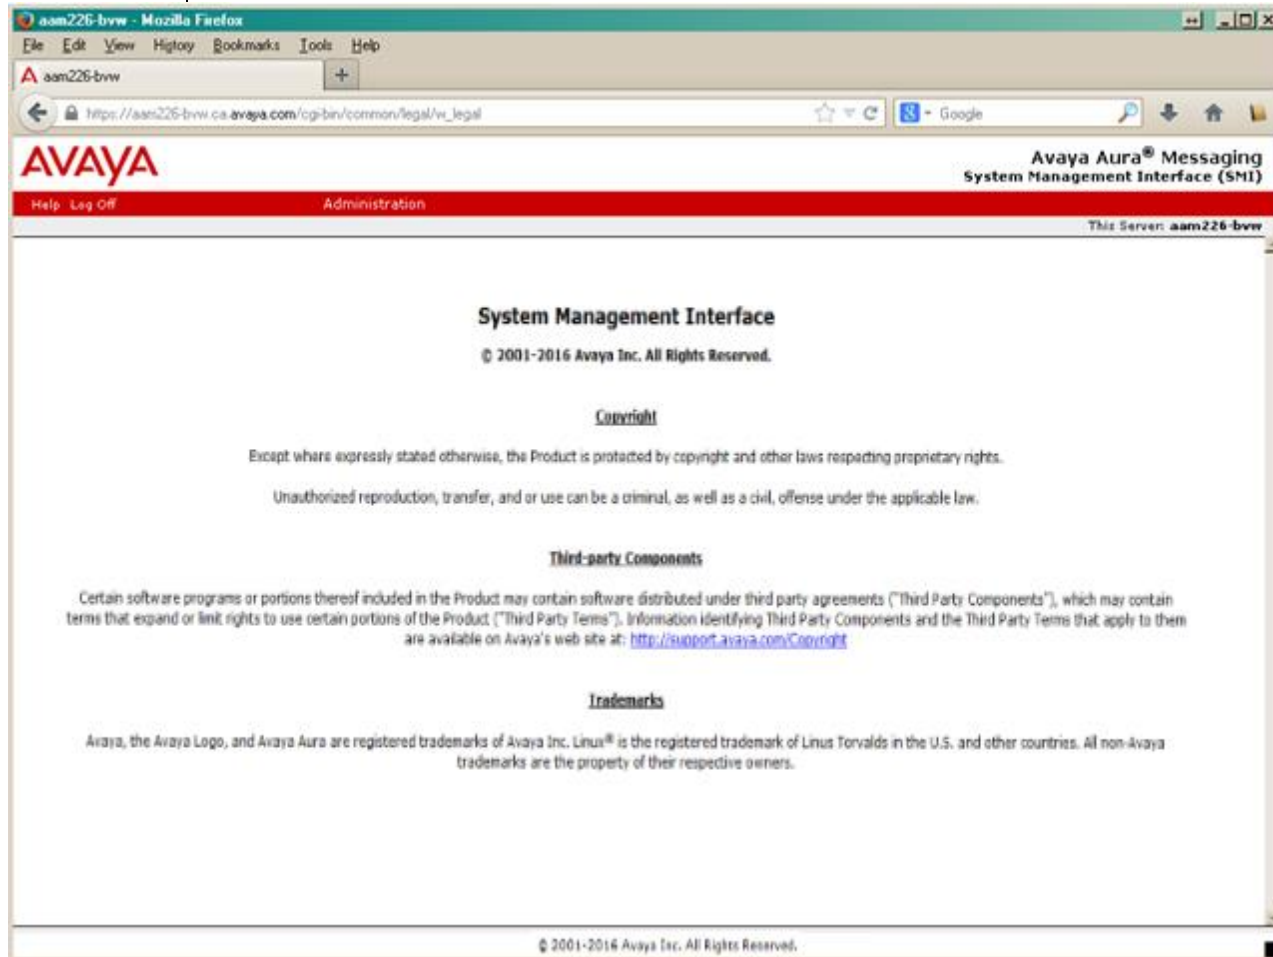 aam226-bvw - Mozilla Firefox
File Edit View History Bookmarks Tools Help
aam226-bvw
https://aam226-bvw.ca.avaya.com/cgi-bin/common/legal/w_legal
Google
AVAYA
Avaya Aura® Messaging
System Management Interface (SMI)
Help Log Off Administration
This Server: aam226-bvw
System Management Interface
© 2001-2016 Avaya Inc. All Rights Reserved.
Copyright
Except where expressly stated otherwise, the Product is protected by copyright and other laws respecting proprietary rights.
Unauthorized reproduction, transfer, and or use can be a criminal, as well as a civil, offense under the applicable law.
Third-party Components
Certain software programs or portions thereof included in the Product may contain software distributed under third party agreements ("Third Party Components"), which may contain
terms that expand or limit rights to use certain portions of the Product ("Third Party Terms"). Information identifying Third Party Components and the Third Party Terms that apply to them
are available on Avaya's web site at: http://support.avaya.com/Copyright
Trademarks
Avaya, the Avaya Logo, and Avaya Aura are registered trademarks of Avaya Inc. Linux® is the registered trademark of Linus Torvalds in the U.S. and other countries. All non-Avaya
trademarks are the property of their respective owners.
© 2001-2016 Avaya Inc. All Rights Reserved.